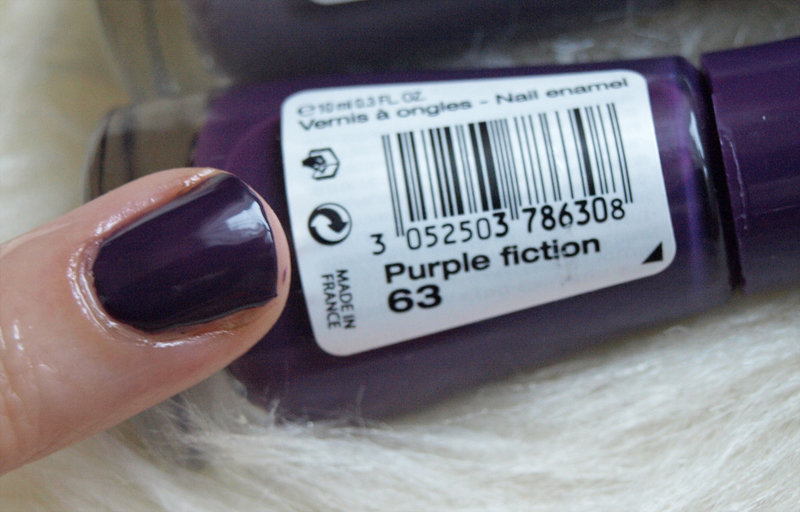 ℮ 10 ml 0.3 FL. OZ.
Vernis à ongles - Nail enamel
3 052503 786308
Purple fiction
63
MADE IN
FRANCE